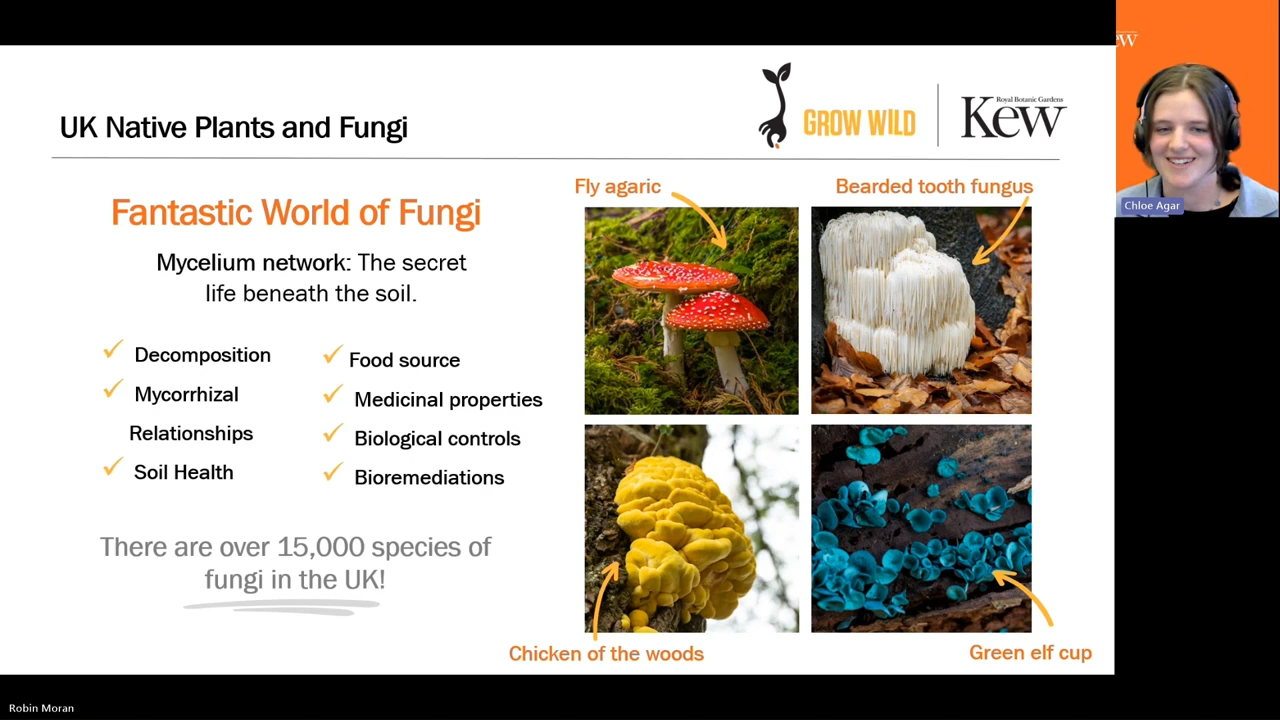 UK Native Plants and Fungi
GROW WILD
Royal Botanic Gardens
Kew
Fantastic World of Fungi
Mycelium network: The secret
life beneath the soil.
Decomposition
Mycorrhizal
Relationships
Soil Health
Food source
Medicinal properties
Biological controls
Bioremediations
There are over 15,000 species of
fungi in the UK!
Fly agaric
Bearded tooth fungus
Chicken of the woods
Green elf cup
ew
Chloe Agar
Robin Moran